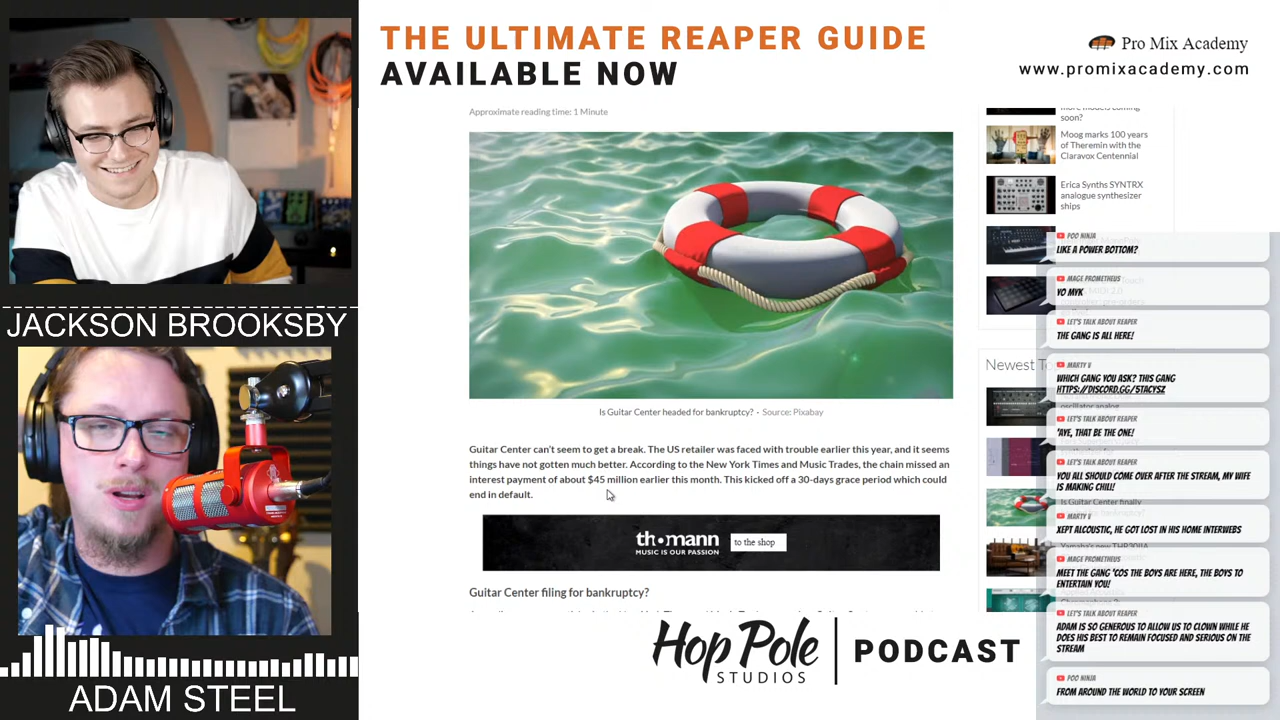 THE ULTIMATE REAPER GUIDE
AVAILABLE NOW
Pro Mix Academy
www.promixacademy.com
JACKSON BROOKSBY
ADAM STEEL
Approximate reading time: 1 Minute
Is Guitar Center headed for bankruptcy? - Source: Pixabay
Guitar Center can't seem to get a break. The US retailer was faced with trouble earlier this year, and it seems
things have not gotten much better. According to the New York Times and Music Trades, the chain missed an
interest payment of about $45 million earlier this month. This kicked off a 30-days grace period which could
end in default.
th•mann
MUSIC IS OUR PASSION
to the shop
Guitar Center filing for bankruptcy?
soon?
Moog marks 100 years
of Theremin with the
Claravox Centennial
Erica Synths SYNTRX
analogue synthesizer
ships
Newest
POO NINJA
LIKE A POWER BOTTOM?
MAGE PROMETHEUS
YO MYK
LET'S TALK ABOUT REAPER
THE GANG IS ALL HERE!
MARTY V
WHICH GANG YOU ASK? THIS GANG
HTTPS://DISCORD.GG/5TACYSZ
LET'S TALK ABOUT REAPER
'AYE, THAT BE THE ONE!
LET'S TALK ABOUT REAPER
YOU ALL SHOULD COME OVER AFTER THE STREAM, MY WIFE
IS MAKING CHILI!
MARTY V
XEPT ALCOUSTIC, HE GOT LOST IN HIS HOME INTERWEBS
MAGE PROMETHEUS
MEET THE GANG 'COS THE BOYS ARE HERE, THE BOYS TO
ENTERTAIN YOU!
LET'S TALK ABOUT REAPER
ADAM IS SO GENEROUS TO ALLOW US TO CLOWN WHILE HE
DOES HIS BEST TO REMAIN FOCUSED AND SERIOUS ON THE
STREAM
POO NINJA
FROM AROUND THE WORLD TO YOUR SCREEN
Hop Pole
STUDIOS
PODCAST